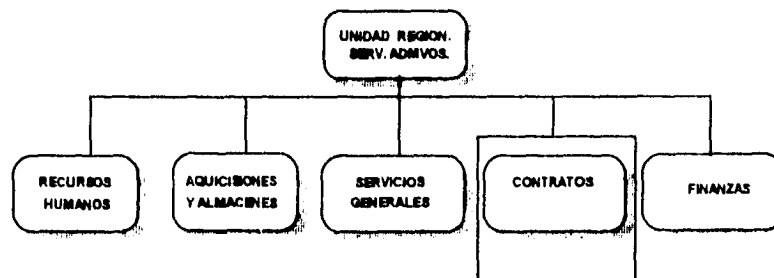 UNIDAD REGION.
SERV. ADMVOS.
RECURSOS
HUMANOS
AQUICISIONES
Y ALMACENES
SERVICIOS
GENERALES
CONTRATOS
FINANZAS